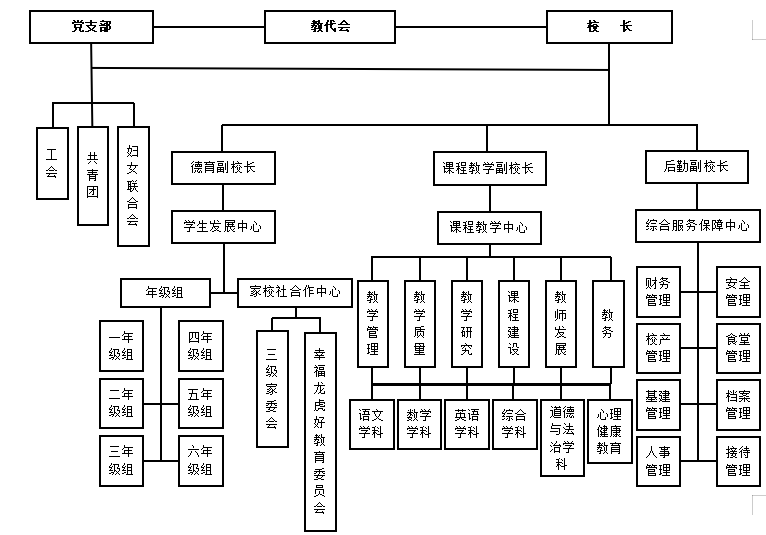 党支部
教代会
校 长
工会
共青团
妇女联合会
德育副校长
课程教学副校长
后勤副校长
学生发展中心
课程教学中心
综合服务保障中心
年级组
家校社合作中心
一年
级组
四年
级组
二年
级组
五年
级组
三年
级组
六年
级组
三级家委会
幸福龙虎好教育委员会
教学管理
教学质量
教学研究
课程建设
教师发展
教务
语文
学科
数学
学科
英语
学科
综合
学科
道德
与法
治学
科
心理
健康
教育
财务
管理
安全
管理
校产
管理
食堂
管理
基建
管理
档案
管理
人事
管理
接待
管理